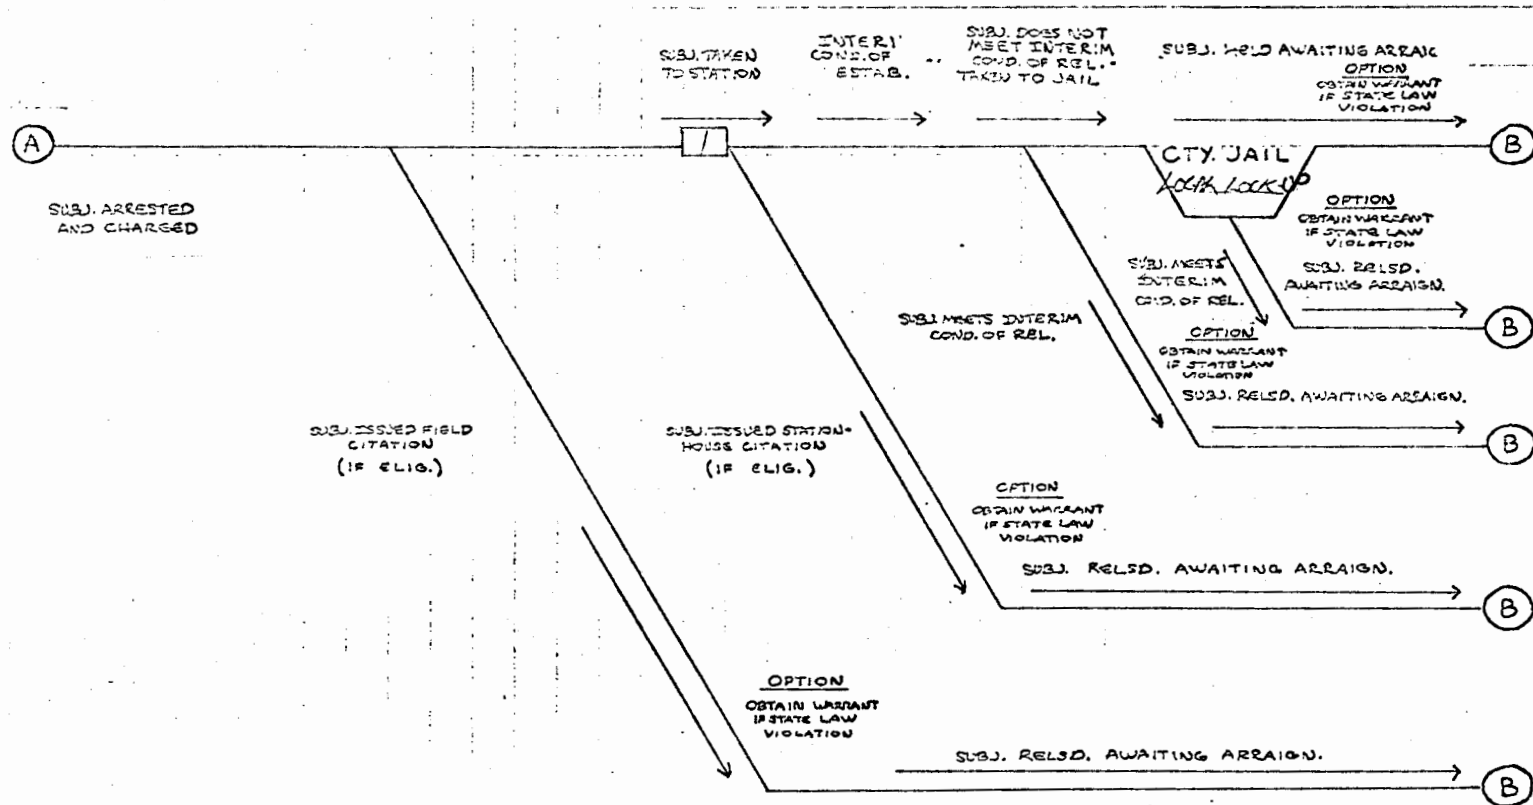 SUBJ. TAKEN
TO STATION
INTERI
COND. OF
ESTAB.
SUBJ. DOES NOT
MEET INTERIM
COND. OF REL.
TAKEN TO JAIL
SUBJ. HELD AWAITING ARRAIG
OPTION
OBTAIN WARRANT
IF STATE LAW
VIOLATION
A
1
B
CTY. JAIL
LOCK-UP
SUBJ. ARRESTED
AND CHARGED
OPTION
OBTAIN WARRANT
IF STATE LAW
VIOLATION
SUBJ. MEETS
INTERIM
COND. OF REL.
SUBJ. RELSD.
AWAITING ARRAIGN.
B
SUBJ. MEETS INTERIM
COND. OF REL.
OPTION
OBTAIN WARRANT
IF STATE LAW
VIOLATION
SUBJ. RELSD. AWAITING ARRAIGN.
B
SUBJ. ISSUED FIELD
CITATION
(IF ELIG.)
SUBJ. ISSUED STATION-
HOUSE CITATION
(IF ELIG.)
OPTION
OBTAIN WARRANT
IF STATE LAW
VIOLATION
SUBJ. RELSD. AWAITING ARRAIGN.
B
OPTION
OBTAIN WARRANT
IF STATE LAW
VIOLATION
SUBJ. RELSD. AWAITING ARRAIGN.
B